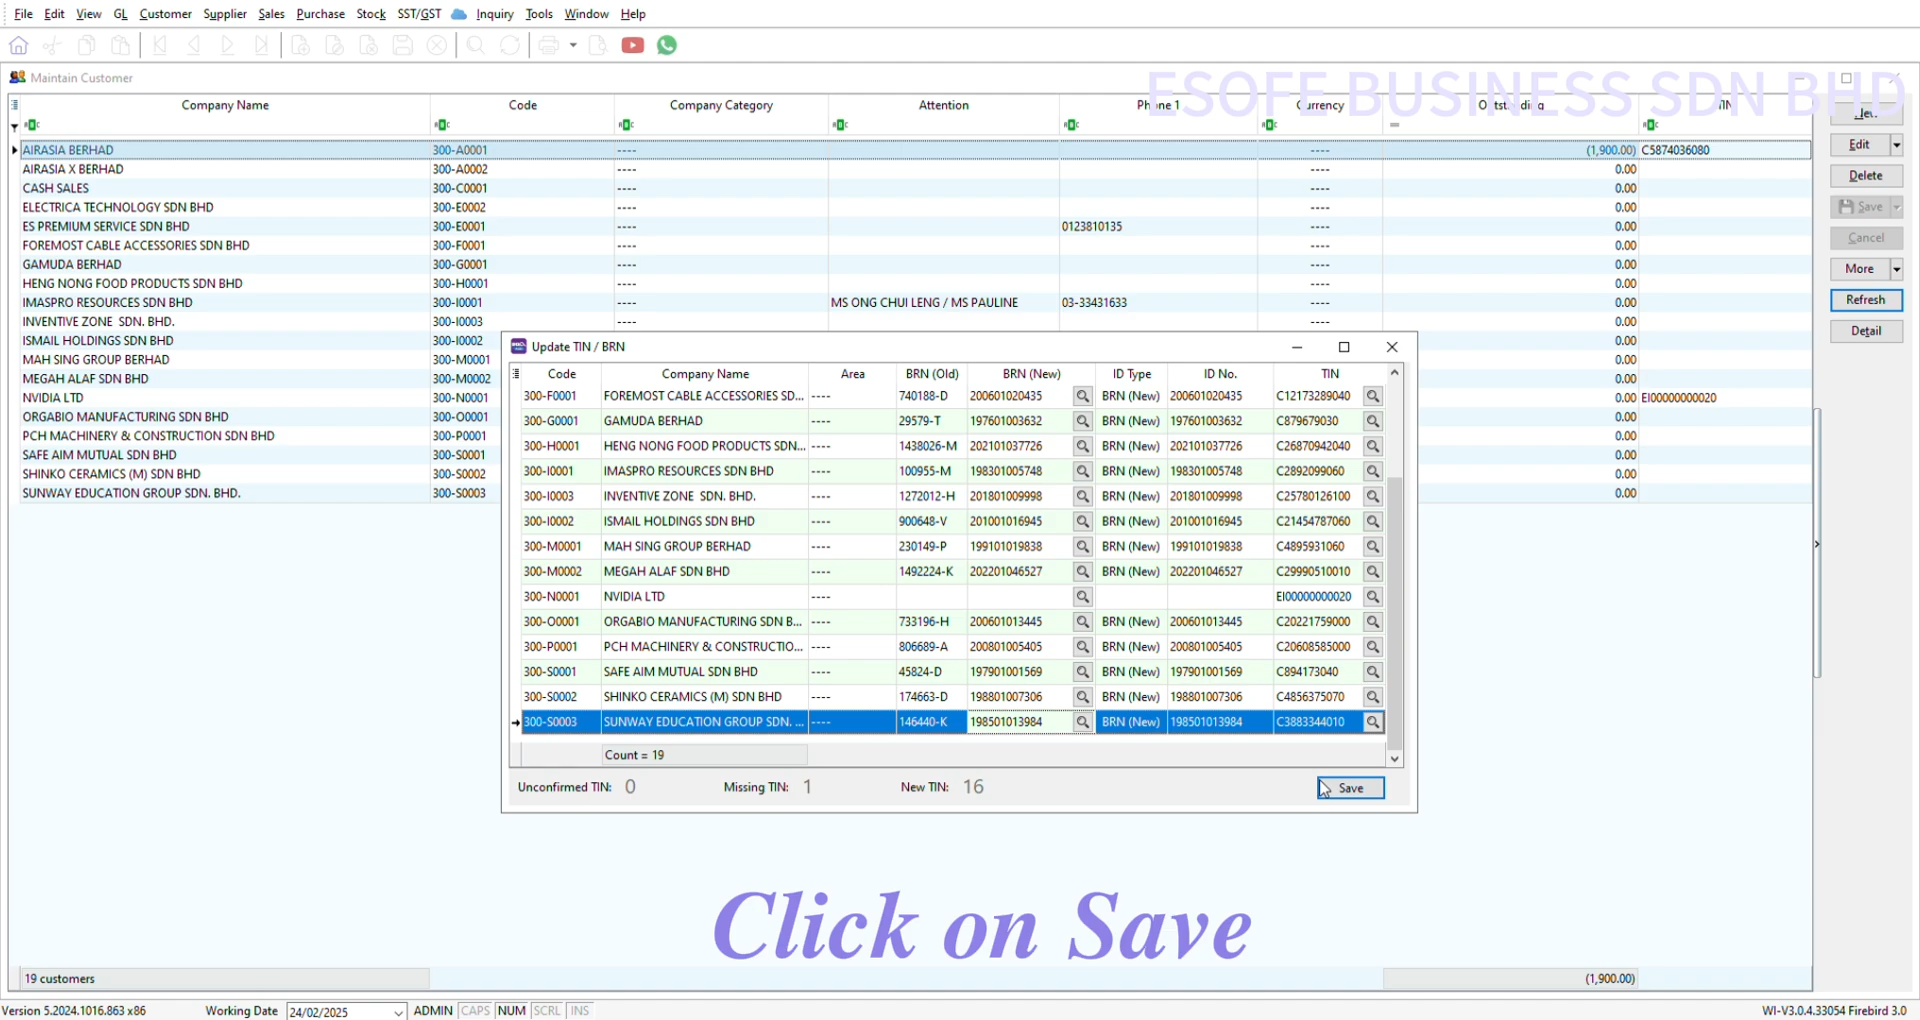 File Edit View GL Customer Supplier Sales Purchase Stock SST/GST Inquiry Tools Window Help
Maintain Customer
ESOFE BUSINESS SDN BHD
Company Name Code Company Category Attention Phone 1 Currency Outstanding TIN
AIRASIA BERHAD 300-A0001 ---- ---- (1,900.00) C5874036080
AIRASIA X BERHAD 300-A0002 ---- ---- 0.00
CASH SALES 300-C0001 ---- ---- 0.00
ELECTRICA TECHNOLOGY SDN BHD 300-E0002 ---- ---- 0.00
ES PREMIUM SERVICE SDN BHD 300-E0001 ---- 0123810135 ---- 0.00
FOREMOST CABLE ACCESSORIES SDN BHD 300-F0001 ---- ---- 0.00
GAMUDA BERHAD 300-G0001 ---- ---- 0.00
HENG NONG FOOD PRODUCTS SDN BHD 300-H0001 ---- ---- 0.00
IMASPRO RESOURCES SDN BHD 300-I0001 ---- MS ONG CHUI LENG / MS PAULINE 03-33431633 ---- 0.00
INVENTIVE ZONE  SDN. BHD. 300-I0003 ---- ---- 0.00
ISMAIL HOLDINGS SDN BHD 300-I0002 0.00
MAH SING GROUP BERHAD 300-M0001 0.00
MEGAH ALAF SDN BHD 300-M0002 0.00
NVIDIA LTD 300-N0001 0.00 EI00000000020
ORGABIO MANUFACTURING SDN BHD 300-O0001 0.00
PCH MACHINERY & CONSTRUCTION SDN BHD 300-P0001 0.00
SAFE AIM MUTUAL SDN BHD 300-S0001 0.00
SHINKO CERAMICS (M) SDN BHD 300-S0002 0.00
SUNWAY EDUCATION GROUP SDN. BHD. 300-S0003 0.00
New
Edit
Delete
Save
Cancel
More
Refresh
Detail
Update TIN / BRN
Code Company Name Area BRN (Old) BRN (New) ID Type ID No. TIN
300-F0001 FOREMOST CABLE ACCESSORIES SD... ---- 740188-D 200601020435 BRN (New) 200601020435 C12173289040
300-G0001 GAMUDA BERHAD ---- 29579-T 197601003632 BRN (New) 197601003632 C879679030
300-H0001 HENG NONG FOOD PRODUCTS SDN... ---- 1438026-M 202101037726 BRN (New) 202101037726 C26870942040
300-I0001 IMASPRO RESOURCES SDN BHD ---- 100955-M 198301005748 BRN (New) 198301005748 C2892099060
300-I0003 INVENTIVE ZONE  SDN. BHD. ---- 1272012-H 201801009998 BRN (New) 201801009998 C25780126100
300-I0002 ISMAIL HOLDINGS SDN BHD ---- 900648-V 201001016945 BRN (New) 201001016945 C21454787060
300-M0001 MAH SING GROUP BERHAD ---- 230149-P 199101019838 BRN (New) 199101019838 C4895931060
300-M0002 MEGAH ALAF SDN BHD ---- 1492224-K 202201046527 BRN (New) 202201046527 C29990510010
300-N0001 NVIDIA LTD ---- EI00000000020
300-O0001 ORGABIO MANUFACTURING SDN B... ---- 733196-H 200601013445 BRN (New) 200601013445 C20221759000
300-P0001 PCH MACHINERY & CONSTRUCTIO... ---- 806689-A 200801005405 BRN (New) 200801005405 C20608585000
300-S0001 SAFE AIM MUTUAL SDN BHD ---- 45824-D 197901001569 BRN (New) 197901001569 C894173040
300-S0002 SHINKO CERAMICS (M) SDN BHD ---- 174663-D 198801007306 BRN (New) 198801007306 C4856375070
300-S0003 SUNWAY EDUCATION GROUP SDN. ... ---- 146440-K 198501013984 BRN (New) 198501013984 C3883344010
Count = 19
Unconfirmed TIN: 0 Missing TIN: 1 New TIN: 16 Save
Click on Save
19 customers (1,900.00)
Version 5.2024.1016.863 x86 Working Date 24/02/2025 ADMIN CAPS NUM SCRL INS WI-V3.0.4.33054 Firebird 3.0